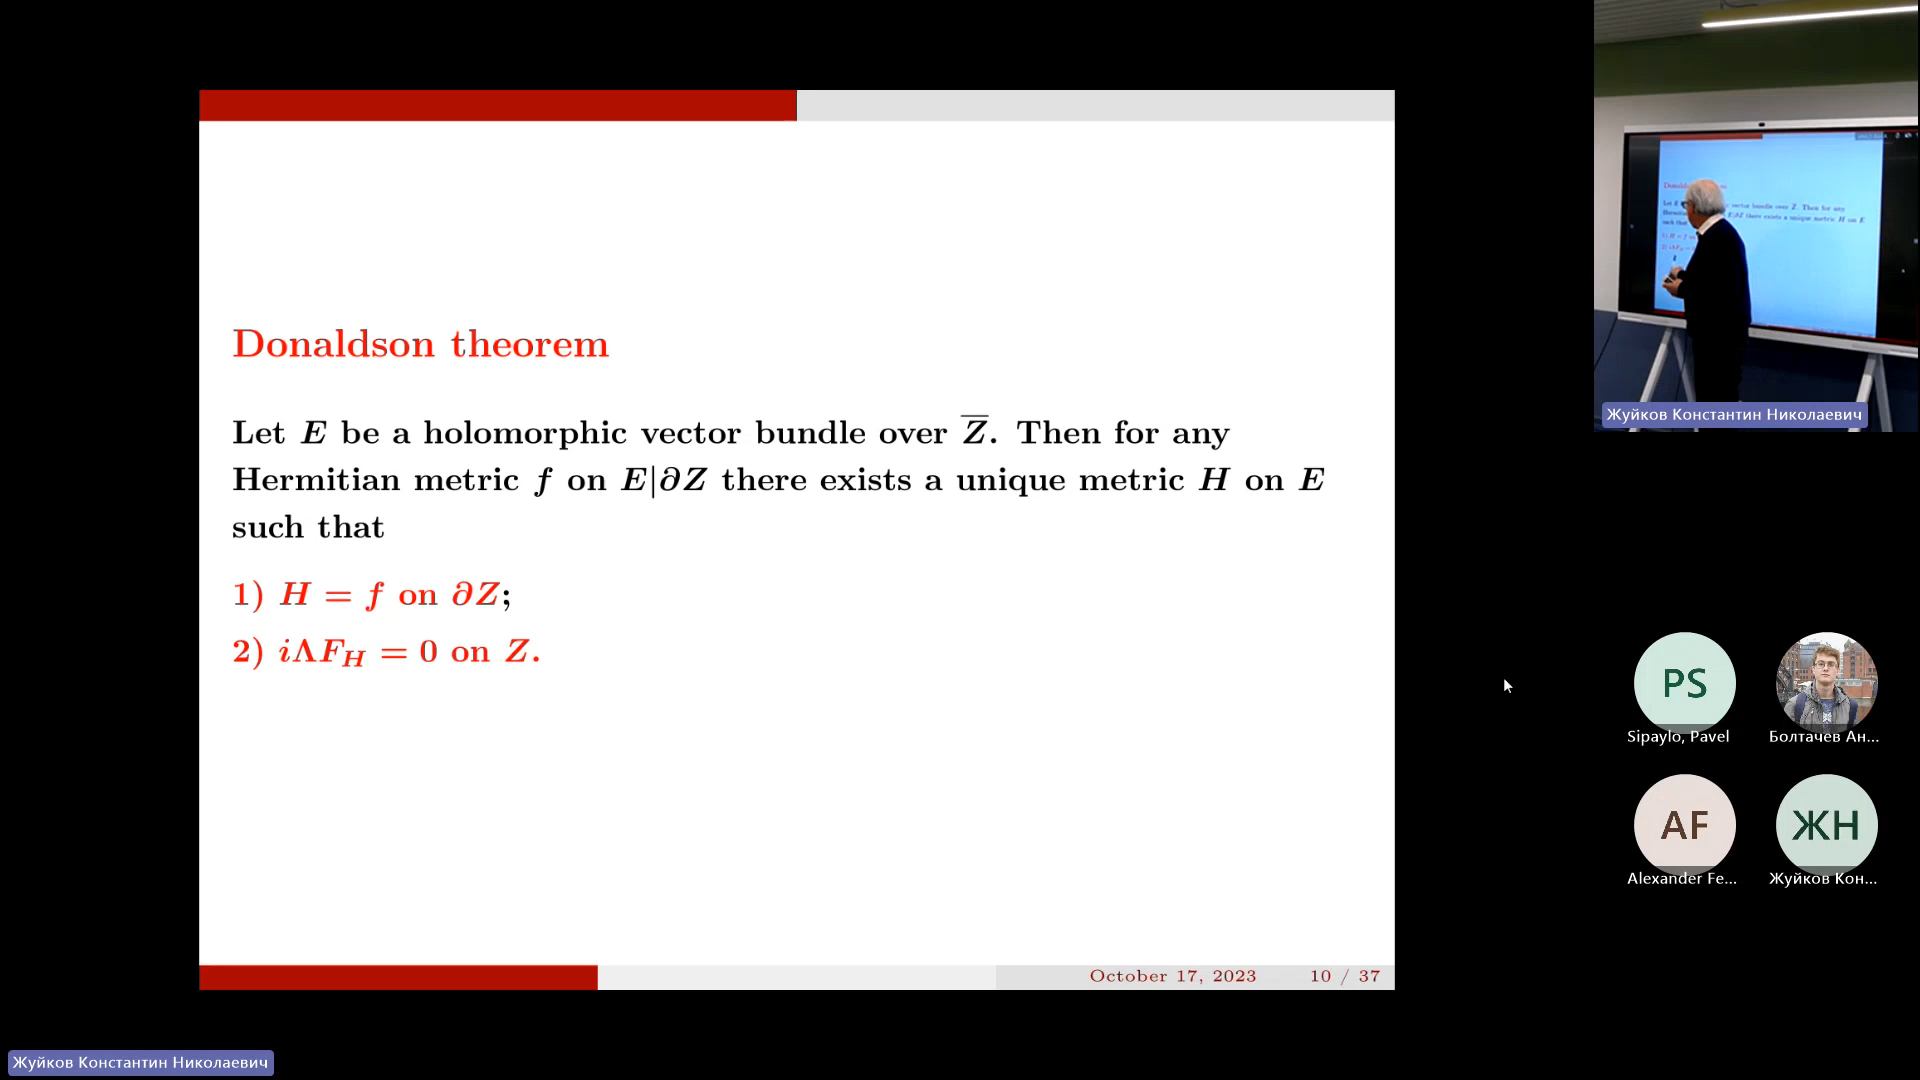 Donaldson theorem
Let E be a holomorphic vector bundle over Z̅. Then for any
Hermitian metric f on E|∂Z there exists a unique metric H on E
such that
1) H = f on ∂Z;
2) iΛF_H = 0 on Z.
October 17, 2023 10 / 37
Жуйков Константин Николаевич
PS
Sipaylo, Pavel
Болтачев Ан...
AF
Alexander Fe...
ЖН
Жуйков Кон...
Жуйков Константин Николаевич